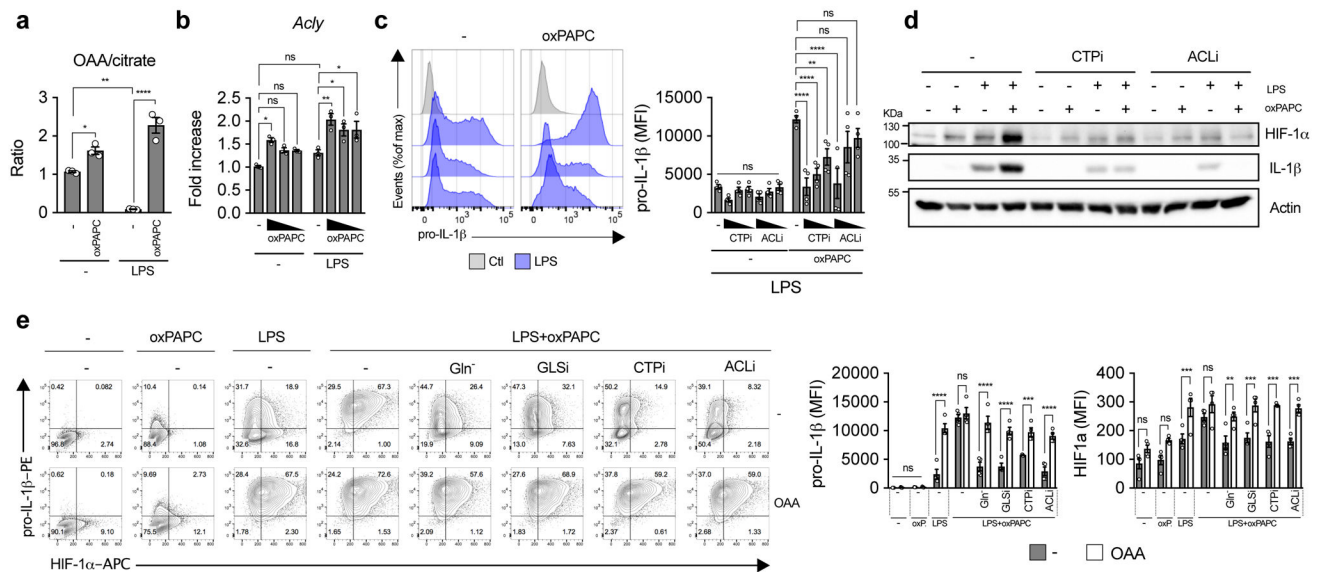 a
OAA/citrate
Ratio
3
2
1
0
**
*
****
-
oxPAPC
-
oxPAPC
-
LPS
b
Acly
Fold increase
2.5
2.0
1.5
1.0
0.5
0.0
ns
ns
ns
*
*
*
**
-
oxPAPC
-
oxPAPC
-
LPS
c
-
oxPAPC
Events (%of max)
0 10³ 10⁵
0 10³ 10⁵
pro-IL-1β
Ctl
LPS
pro-IL-1β (MFI)
15000
10000
5000
0
ns
ns
ns
****
**
****
****
-
CTPi
ACLi
-
CTPi
ACLi
-
oxPAPC
LPS
d
-
CTPi
ACLi
+ + + + + + LPS
+ + + + + + oxPAPC
KDa
130
100
HIF-1α
35
IL-1β
55
Actin
e
-
oxPAPC
LPS
LPS+oxPAPC
-
Gln⁻
GLSi
CTPi
ACLi
0.42 0.082 10.4 0.14 31.7 18.9 29.5 67.3 44.7 26.4 47.3 32.1 50.2 14.9 39.1 8.32
-
96.8 2.74 88.4 1.08 32.6 16.8 2.14 1.00 19.9 9.09 13.0 7.63 32.1 2.78 50.4 2.18
0.62 0.18 9.69 2.73 28.4 67.5 24.2 72.6 39.2 57.6 27.6 68.9 37.8 59.2 37.0 59.0
OAA
90.1 9.10 75.5 12.1 1.78 2.30 1.65 1.53 2.09 1.12 1.83 1.72 2.37 0.61 2.68 1.33
0 200 400 600 800
pro-IL-1β–PE
HIF-1α–APC
pro-IL-1β (MFI)
20000
15000
10000
5000
0
ns
****
ns
****
****
***
****
-
oxP.
LPS
-
Gln⁻
GLSi
CTPi
ACLi
LPS+oxPAPC
HIF1a (MFI)
400
300
200
100
0
ns
ns
***
ns
**
***
***
***
-
oxP.
LPS
-
Gln⁻
GLSi
CTPi
ACLi
LPS+oxPAPC
-
OAA